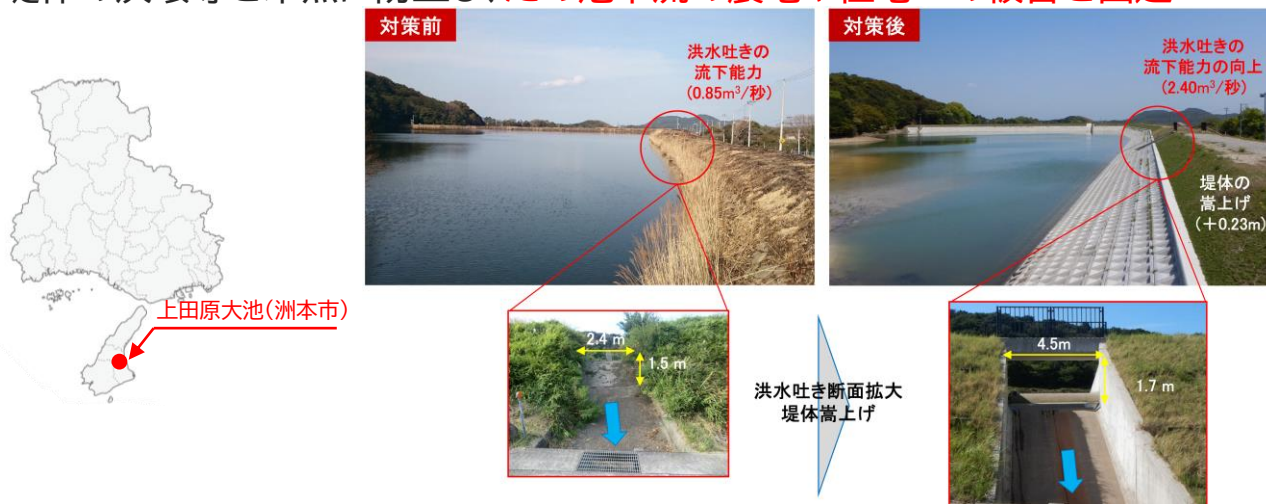 対策前
洪水吐きの
流下能力
(0.85m³/秒)
対策後
洪水吐きの
流下能力の向上
(2.40m³/秒)
堤体の
嵩上げ
(+0.23m)
上田原大池(洲本市)
2.4 m
1.5 m
洪水吐き断面拡大
堤体嵩上げ
4.5m
1.7 m